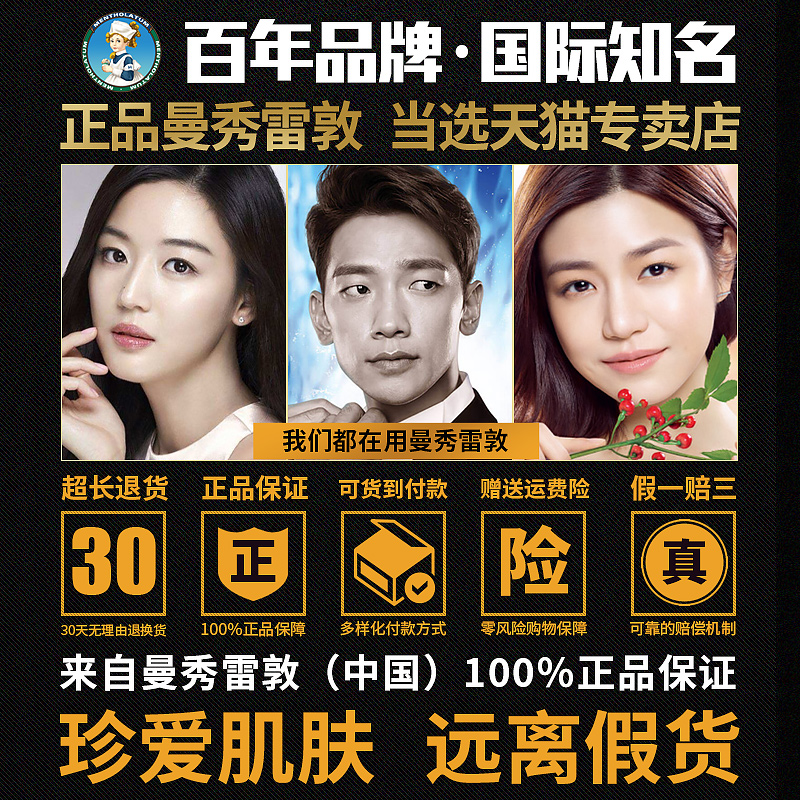 MENTHOLATUM MENTHOLATUM MENTHOLATUM
百年品牌·国际知名
正品曼秀雷敦 当选天猫专卖店
我们都在用曼秀雷敦
超长退货 正品保证 可货到付款 赠送运费险 假一赔三
30 正 险 真
30天无理由退换货 100%正品保障 多样化付款方式 零风险购物保障 可靠的赔偿机制
来自曼秀雷敦（中国）100%正品保证
珍爱肌肤 远离假货